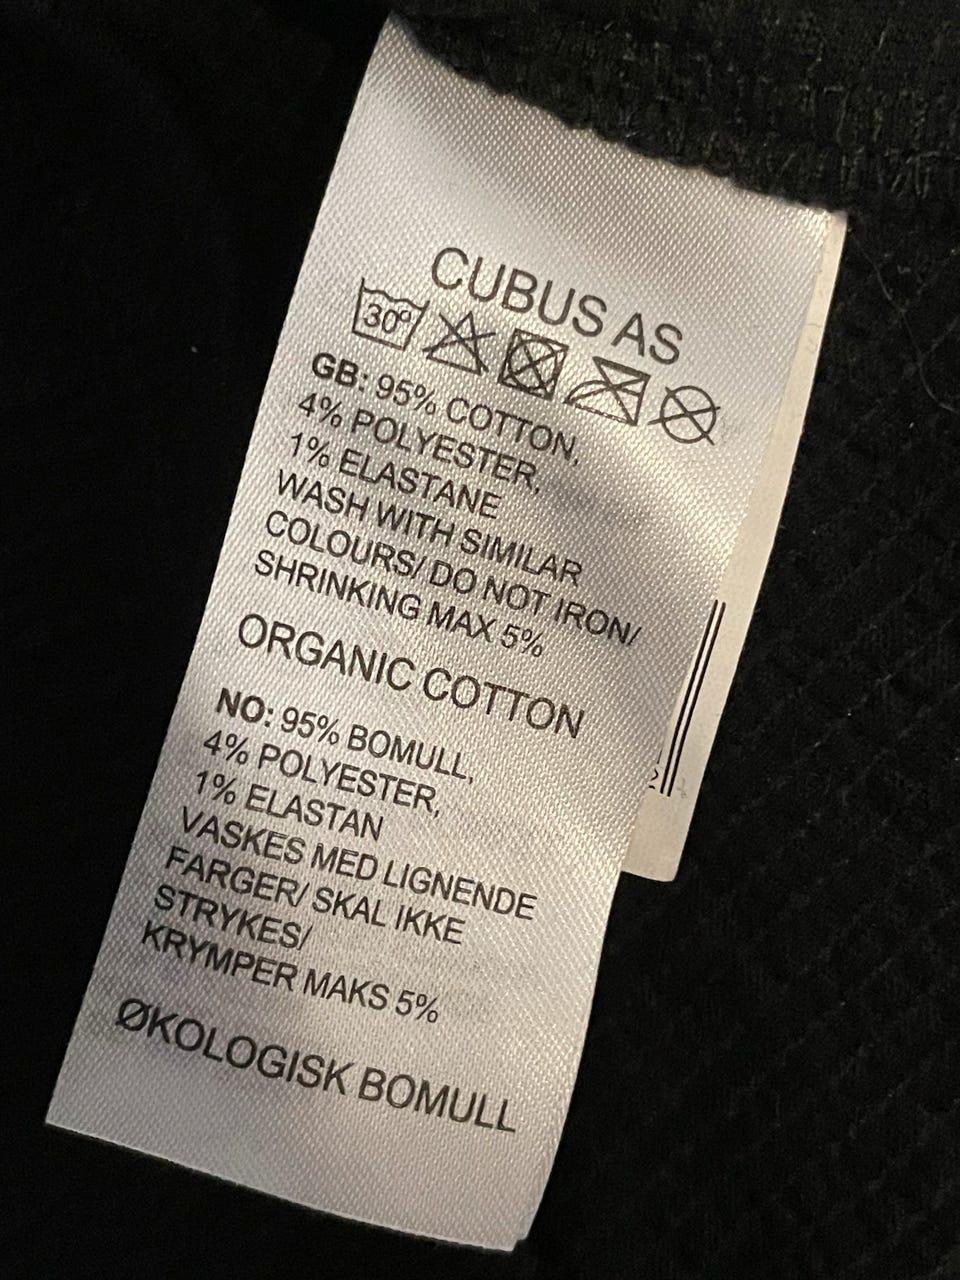 CUBUS AS
30°
GB: 95% COTTON,
4% POLYESTER,
1% ELASTANE
WASH WITH SIMILAR
COLOURS/ DO NOT IRON/
SHRINKING MAX 5%
ORGANIC COTTON
NO: 95% BOMULL,
4% POLYESTER,
1% ELASTAN
VASKES MED LIGNENDE
FARGER/ SKAL IKKE
STRYKES/
KRYMPER MAKS 5%
ØKOLOGISK BOMULL